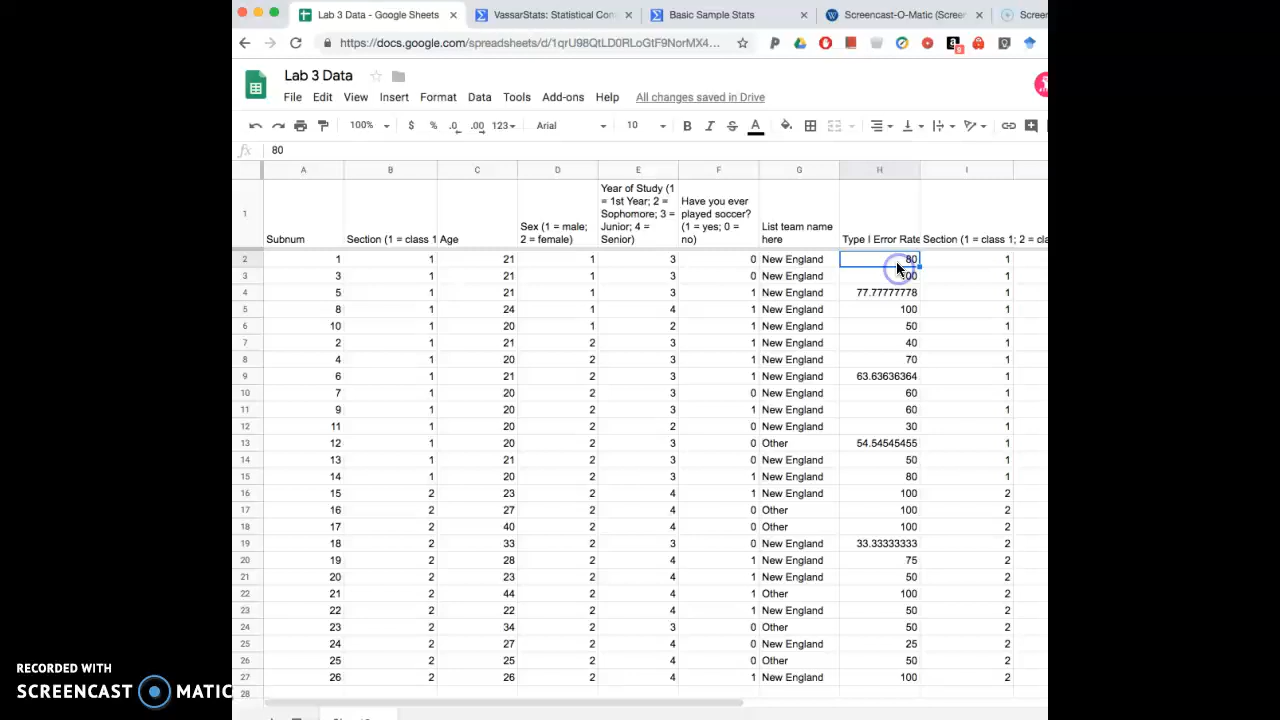 Lab 3 Data - Google Sheets × VassarStats: Statistical Com × Basic Sample Stats × Screencast-O-Matic (Screen × Screen
https://docs.google.com/spreadsheets/d/1qrU98QtLD0RLoGtF9NorMX4...
Lab 3 Data
File Edit View Insert Format Data Tools Add-ons Help All changes saved in Drive
100% $ % .0 .00 123 Arial 10 B I S A
fx 80
A B C D E F G H I
1 Subnum Section (1 = class 1 Age Sex (1 = male; 2 = female) Year of Study (1 = 1st Year; 2 = Sophomore; 3 = Junior; 4 = Senior) Have you ever played soccer? (1 = yes; 0 = no) List team name here Type I Error Rate Section (1 = class 1; 2 = cla
2 1 1 21 1 3 0 New England 80 1
3 3 1 21 1 3 0 New England 100 1
4 5 1 21 1 3 1 New England 77.77777778 1
5 8 1 24 1 4 1 New England 100 1
6 10 1 20 1 2 1 New England 50 1
7 2 1 21 2 3 1 New England 40 1
8 4 1 20 2 3 1 New England 70 1
9 6 1 21 2 3 1 New England 63.63636364 1
10 7 1 20 2 3 0 New England 60 1
11 9 1 20 2 3 1 New England 60 1
12 11 1 20 2 2 0 New England 30 1
13 12 1 20 2 3 0 Other 54.54545455 1
14 13 1 21 2 3 0 New England 50 1
15 14 1 20 2 3 1 New England 80 1
16 15 2 23 2 4 1 New England 100 2
17 16 2 27 2 4 0 Other 100 2
18 17 2 40 2 4 0 Other 100 2
19 18 2 33 2 4 0 New England 33.33333333 2
20 19 2 28 2 4 1 New England 75 2
21 20 2 23 2 4 1 New England 50 2
22 21 2 44 2 4 1 Other 100 2
23 22 2 22 2 4 1 New England 50 2
24 23 2 34 2 3 0 Other 50 2
25 24 2 27 2 4 0 New England 25 2
26 25 2 25 2 4 0 Other 50 2
27 26 2 26 2 4 1 New England 100 2
28
RECORDED WITH
SCREENCAST MATIC